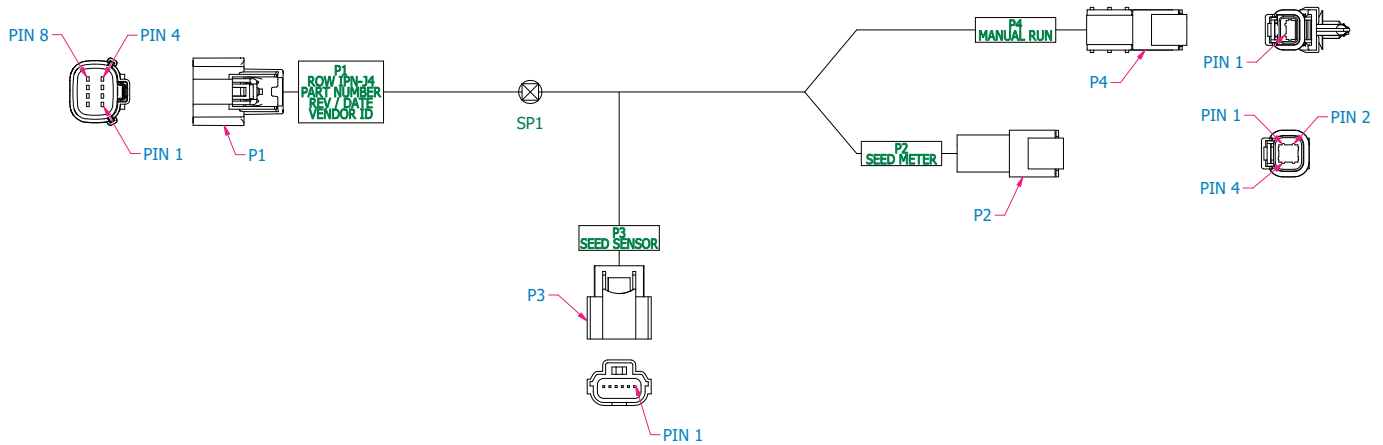 PIN 8
PIN 4
PIN 1
P1
ROW IPN-J4
PART NUMBER
REV / DATE
VENDOR ID
P1
SP1
P4
MANUAL RUN
P4
PIN 1
P2
SEED METER
P2
PIN 1
PIN 2
PIN 4
P3
SEED SENSOR
P3
PIN 1